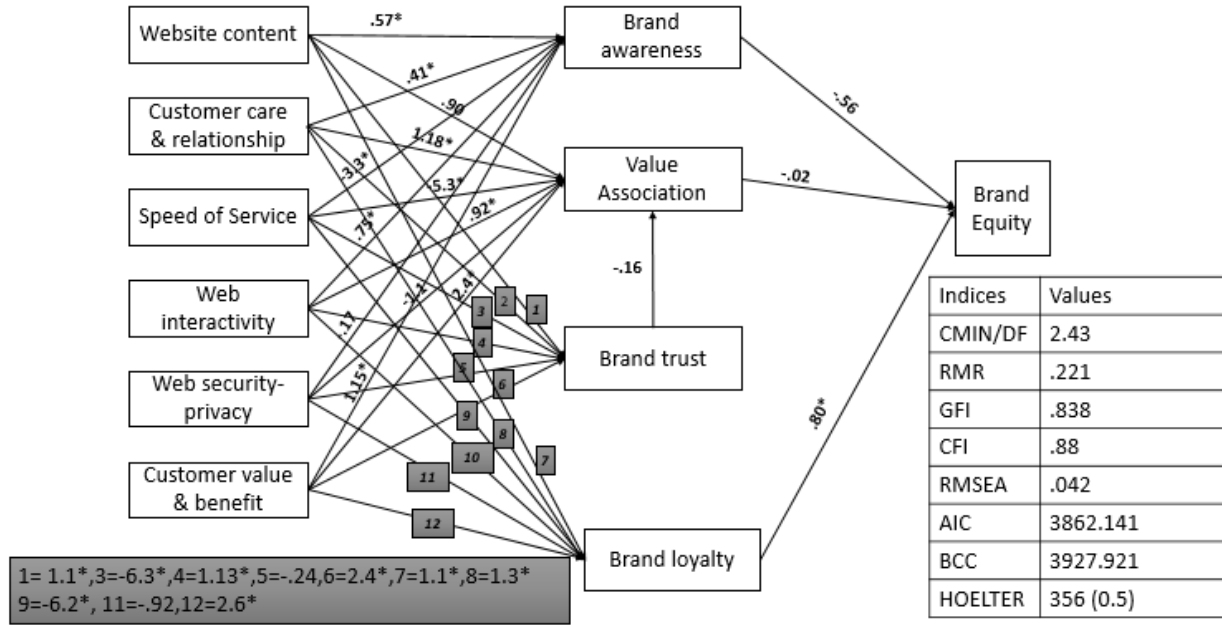 Website content
Customer care
& relationship
Speed of Service
Web
interactivity
Web security-
privacy
Customer value
& benefit
.57*
.41*
.90
1.18*
-3.3*
-5.3*
.75*
.92*
-1.1
2.4*
.17
1.15*
1
2
3
4
5
6
7
8
9
10
11
12
Brand
awareness
Value
Association
-.16
Brand trust
Brand loyalty
-.56
-.02
.80*
Brand
Equity
Indices Values
CMIN/DF 2.43
RMR .221
GFI .838
CFI .88
RMSEA .042
AIC 3862.141
BCC 3927.921
HOELTER 356 (0.5)
1= 1.1*,3=-6.3*,4=1.13*,5=-.24,6=2.4*,7=1.1*,8=1.3*
9=-6.2*, 11=-.92,12=2.6*